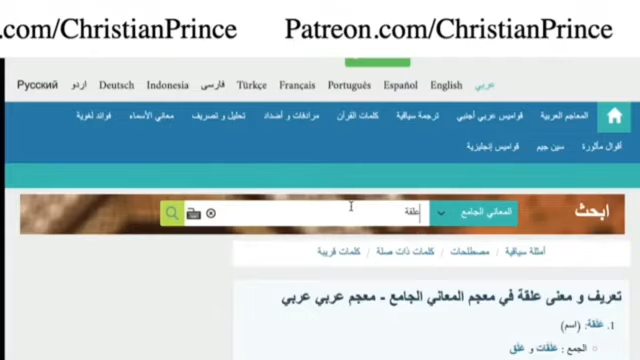 .com/ChristianPrince Patreon.com/ChristianPrince
عربي English Español Português Français Türkçe فارسی Indonesia Deutsch اردو Русский
المعاجم العربية قواميس عربي أجنبي ترجمة سياقية كلمات القرآن مرادفات و أضداد تحليل و تصريف معاني الأسماء فوائد لغوية
أقوال مأثورة سين جيم قواميس إنجليزية
ابحث المعاني الجامع علقة
أمثلة سياقية / مصطلحات / كلمات ذات صلة / كلمات قريبة
تعريف و معنى علقة في معجم المعاني الجامع - معجم عربي عربي
1. عَلَقة: (اسم)
الجمع : عَلَقات و عَلَق